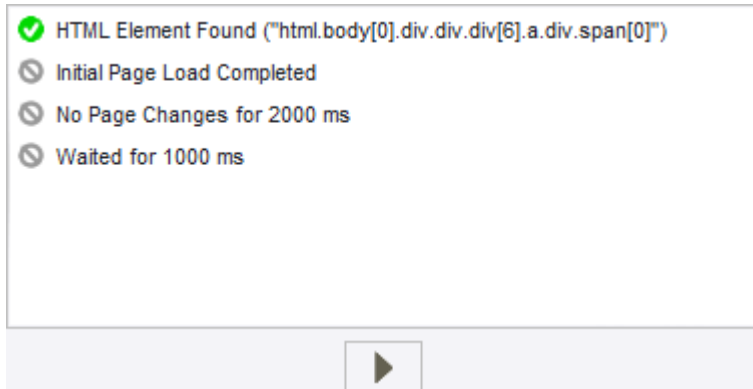 HTML Element Found ("html.body[0].div.div.div[6].a.div.span[0]")
Initial Page Load Completed
No Page Changes for 2000 ms
Waited for 1000 ms